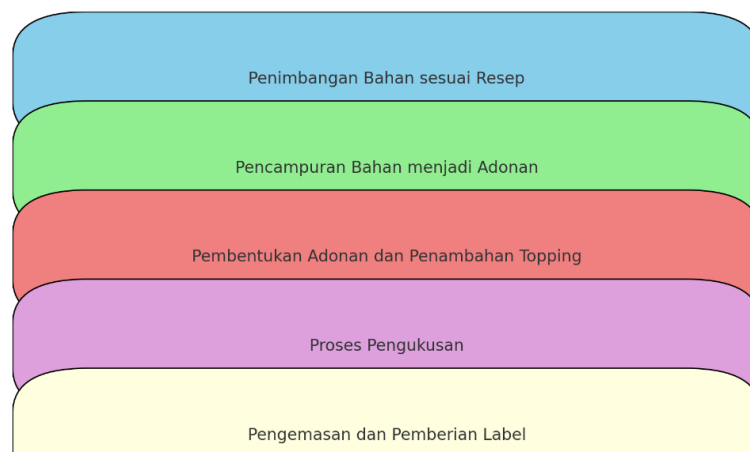 Penimbangan Bahan sesuai Resep
Pencampuran Bahan menjadi Adonan
Pembentukan Adonan dan Penambahan Topping
Proses Pengukusan
Pengemasan dan Pemberian Label